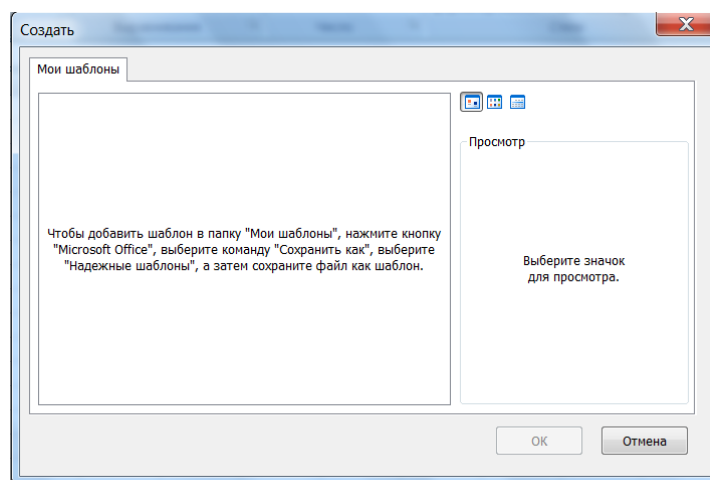 Создать
Мои шаблоны
Просмотр
Чтобы добавить шаблон в папку "Мои шаблоны", нажмите кнопку
"Microsoft Office", выберите команду "Сохранить как", выберите
"Надежные шаблоны", а затем сохраните файл как шаблон.
Выберите значок
для просмотра.
ОК
Отмена